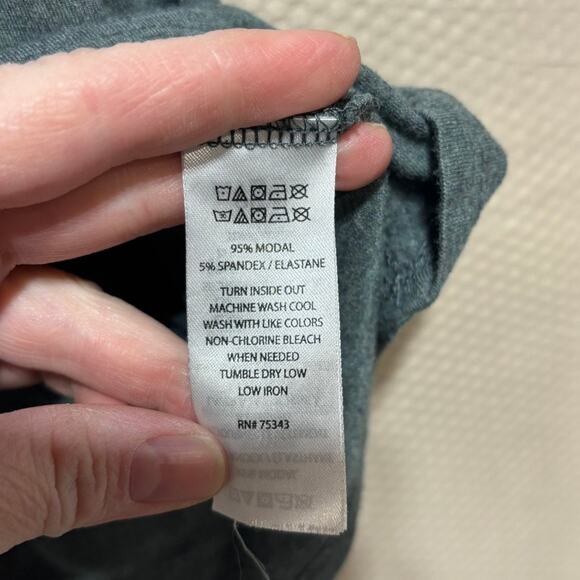 95% MODAL
5% SPANDEX / ELASTANE
TURN INSIDE OUT
MACHINE WASH COOL
WASH WITH LIKE COLORS
NON-CHLORINE BLEACH
WHEN NEEDED
TUMBLE DRY LOW
LOW IRON
RN# 75343